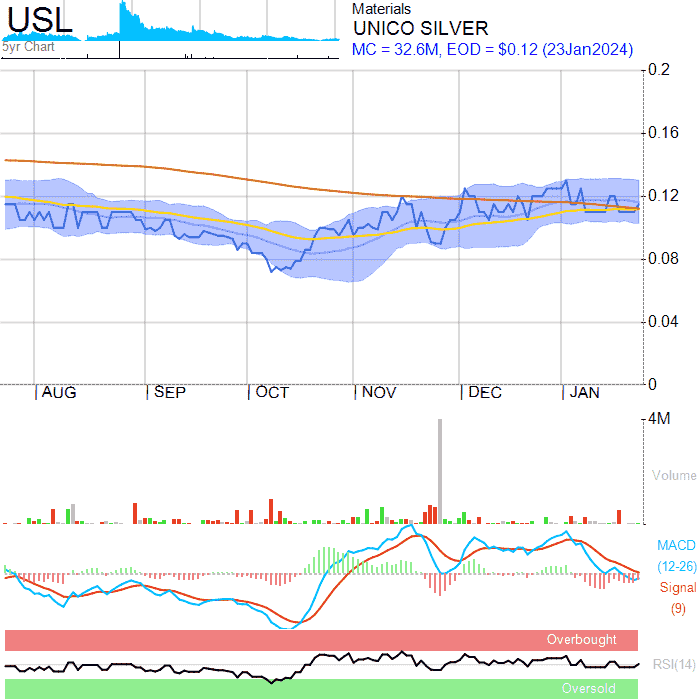 USL
5yr Chart
Materials
UNICO SILVER
MC = 32.6M, EOD = $0.12 (23Jan2024)
0.2
0.16
0.12
0.08
0.04
0
AUG SEP OCT NOV DEC JAN
4M
Volume
MACD
(12-26)
Signal
(9)
Overbought
RSI(14)
Oversold